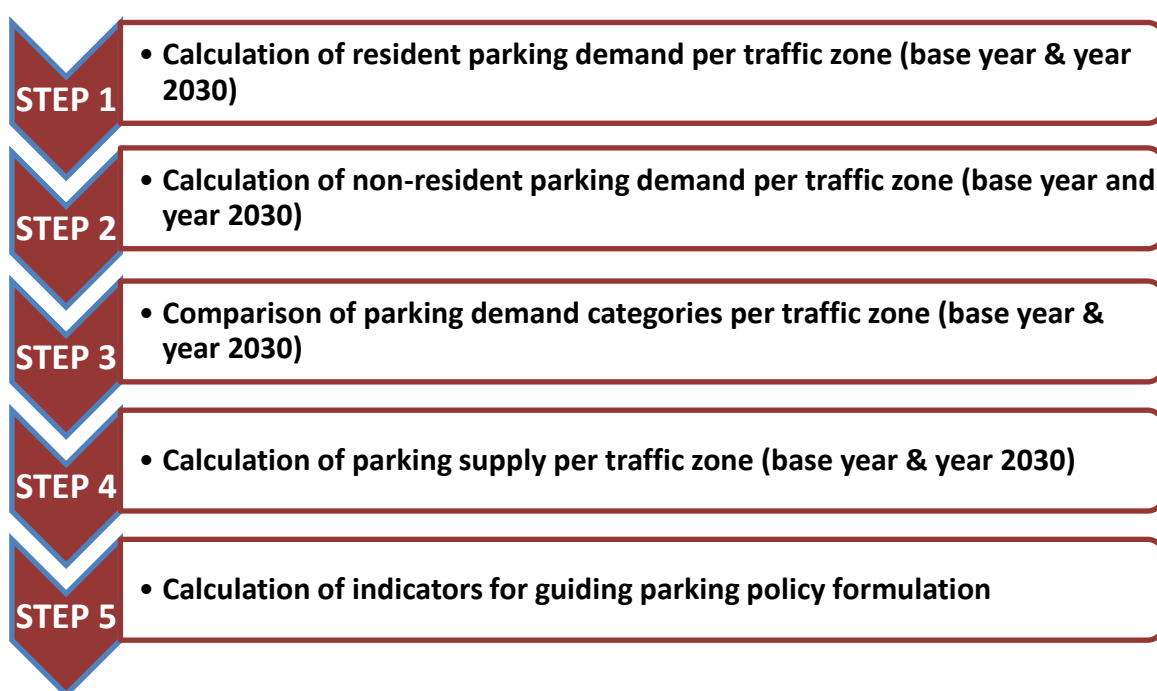 STEP 1
• Calculation of resident parking demand per traffic zone (base year & year
2030)
STEP 2
• Calculation of non-resident parking demand per traffic zone (base year and
year 2030)
STEP 3
• Comparison of parking demand categories per traffic zone (base year &
year 2030)
STEP 4
• Calculation of parking supply per traffic zone (base year & year 2030)
STEP 5
• Calculation of indicators for guiding parking policy formulation